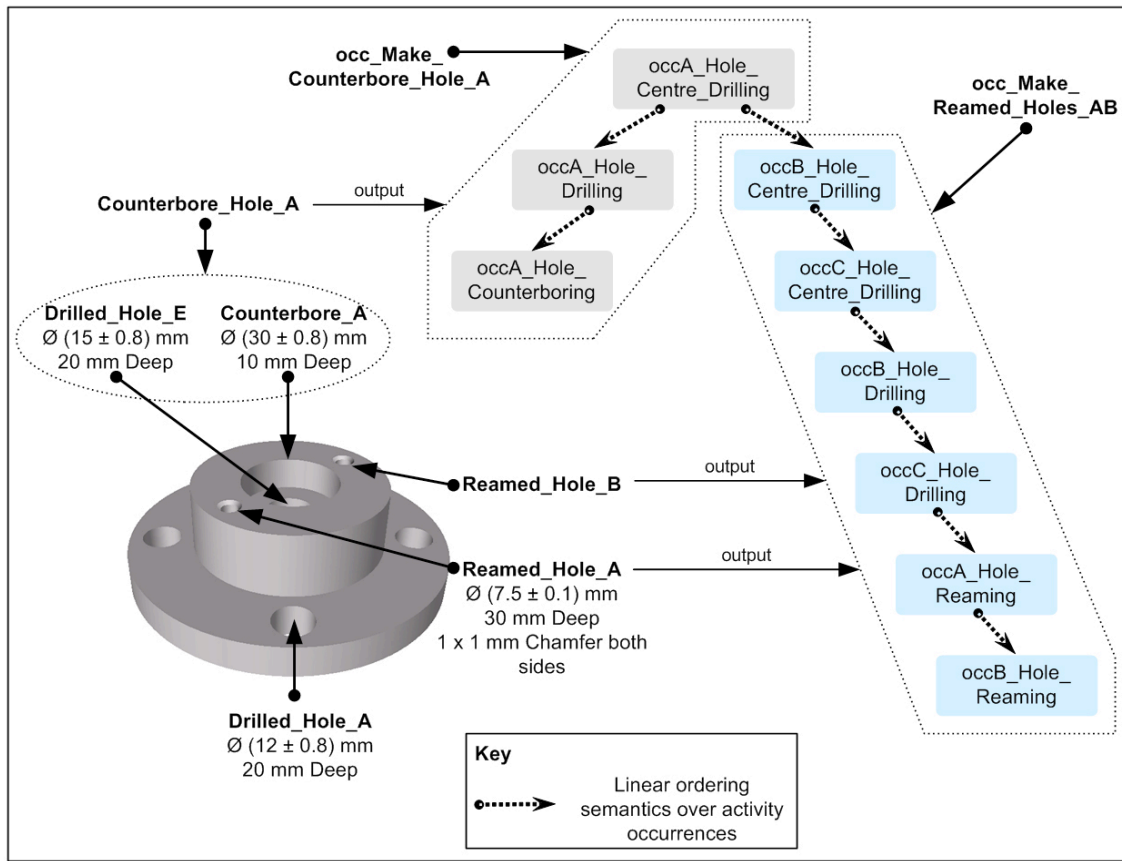 occ_Make_
Counterbore_Hole_A
occA_Hole_
Centre_Drilling
occ_Make_
Reamed_Holes_AB
occA_Hole_
Drilling
occB_Hole_
Centre_Drilling
Counterbore_Hole_A
output
occA_Hole_
Counterboring
occC_Hole_
Centre_Drilling
Drilled_Hole_E
Ø (15 ± 0.8) mm
20 mm Deep
Counterbore_A
Ø (30 ± 0.8) mm
10 mm Deep
occB_Hole_
Drilling
occC_Hole_
Drilling
Reamed_Hole_B
output
Reamed_Hole_A
Ø (7.5 ± 0.1) mm
30 mm Deep
1 x 1 mm Chamfer both
sides
output
occA_Hole_
Reaming
occB_Hole_
Reaming
Drilled_Hole_A
Ø (12 ± 0.8) mm
20 mm Deep
Key
Linear ordering
semantics over activity
occurrences